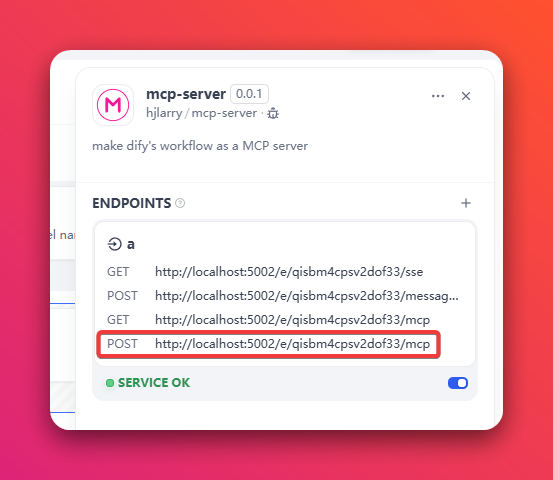 mcp-server 0.0.1
hjlarry / mcp-server ·
make dify's workflow as a MCP server
el nar
ENDPOINTS
a
GET http://localhost:5002/e/qisbm4cpsv2dof33/sse
POST http://localhost:5002/e/qisbm4cpsv2dof33/messag...
GET http://localhost:5002/e/qisbm4cpsv2dof33/mcp
POST http://localhost:5002/e/qisbm4cpsv2dof33/mcp
SERVICE OK